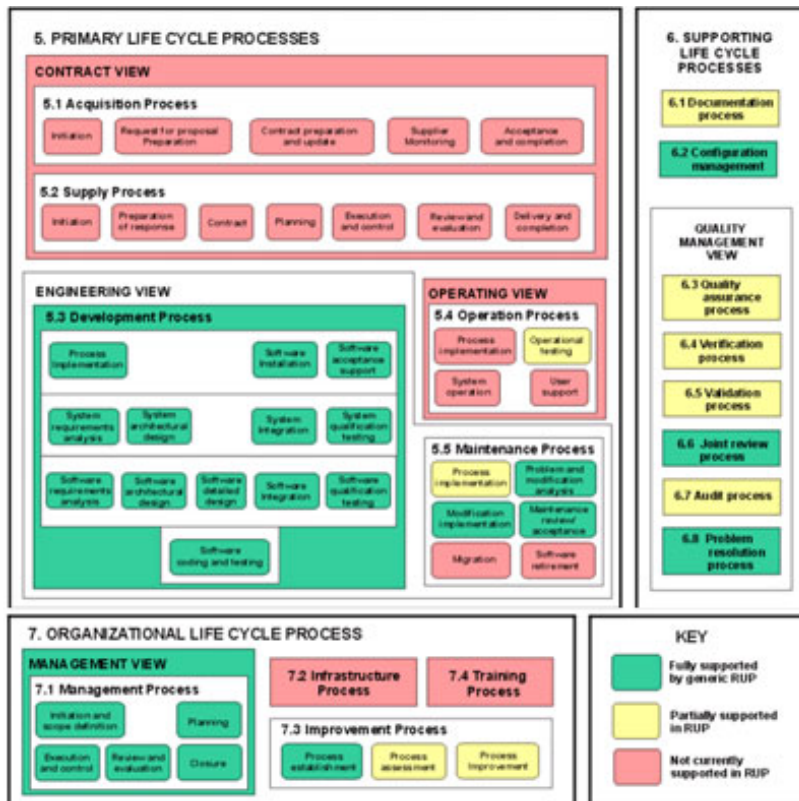 5. PRIMARY LIFE CYCLE PROCESSES
CONTRACT VIEW
5.1 Acquisition Process
Initiation
Request for proposal
Preparation
Contract preparation
and update
Supplier
Monitoring
Acceptance
and completion
5.2 Supply Process
Initiation
Preparation
of response
Contract
Planning
Execution
and control
Review and
evaluation
Delivery and
completion
ENGINEERING VIEW
5.3 Development Process
Process
Implementation
Software
Installation
Software
acceptance
support
System
requirements
analysis
System
architectural
design
System
Integration
System
qualification
testing
Software
requirements
analysis
Software
architectural
design
Software
detailed
design
Software
Integration
Software
qualification
testing
Software
coding and testing
OPERATING VIEW
5.4 Operation Process
Process
implementation
Operational
testing
System
operation
User
support
5.5 Maintenance Process
Process
implementation
Problem and
modification
analysis
Modification
implementation
Maintenance
review/
acceptance
Migration
Software
retirement
6. SUPPORTING
LIFE CYCLE
PROCESSES
6.1 Documentation
process
6.2 Configuration
management
QUALITY
MANAGEMENT
VIEW
6.3 Quality
assurance
process
6.4 Verification
process
6.5 Validation
process
6.6 Joint review
process
6.7 Audit process
6.8 Problem
resolution
process
7. ORGANIZATIONAL LIFE CYCLE PROCESS
MANAGEMENT VIEW
7.1 Management Process
Initiation and
scope definition
Planning
Execution
and control
Review and
evaluation
Closure
7.2 Infrastructure
Process
7.4 Training
Process
7.3 Improvement Process
Process
establishment
Process
assessment
Process
Improvement
KEY
Fully supported
by generic RUP
Partially supported
in RUP
Not currently
supported in RUP